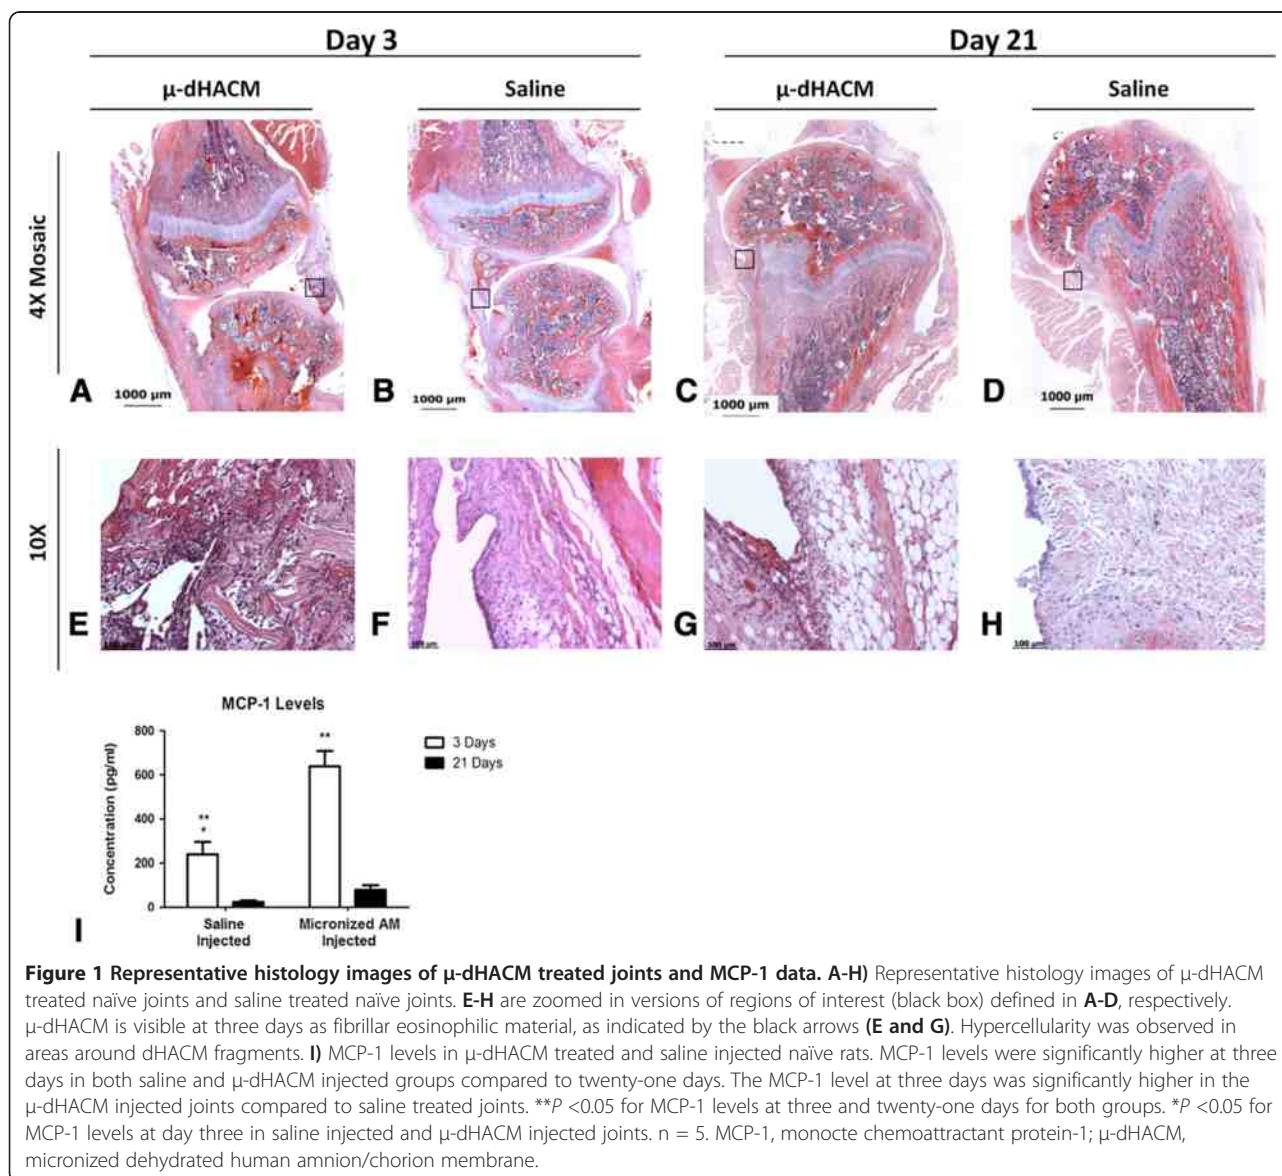 Day 3
Day 21
μ-dHACM
Saline
μ-dHACM
Saline
4X Mosaic
A
1000 μm
B
1000 μm
C
1000 μm
D
1000 μm
10X
E
100 μm
F
100 μm
G
100 μm
H
100 μm
MCP-1 Levels
Concentration (pg/ml)
800
600
400
200
0
**
*
**
3 Days
21 Days
Saline
Injected
Micronized AM
Injected
I
Figure 1 Representative histology images of μ-dHACM treated joints and MCP-1 data. A-H) Representative histology images of μ-dHACM
treated naïve joints and saline treated naïve joints. E-H are zoomed in versions of regions of interest (black box) defined in A-D, respectively.
μ-dHACM is visible at three days as fibrillar eosinophilic material, as indicated by the black arrows (E and G). Hypercellularity was observed in
areas around dHACM fragments. I) MCP-1 levels in μ-dHACM treated and saline injected naïve rats. MCP-1 levels were significantly higher at three
days in both saline and μ-dHACM injected groups compared to twenty-one days. The MCP-1 level at three days was significantly higher in the
μ-dHACM injected joints compared to saline treated joints. **P <0.05 for MCP-1 levels at three and twenty-one days for both groups. *P <0.05 for
MCP-1 levels at day three in saline injected and μ-dHACM injected joints. n = 5. MCP-1, monocte chemoattractant protein-1; μ-dHACM,
micronized dehydrated human amnion/chorion membrane.